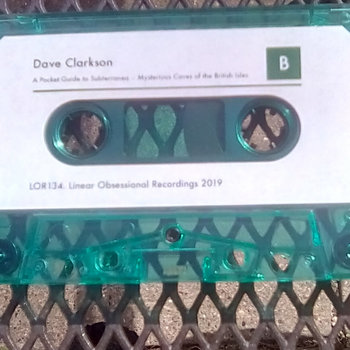 Dave Clarkson
B
A Pocket Guide to Subterranea - Mysterious Caves of the British Isles
LOR134. Linear Obsessional Recordings 2019